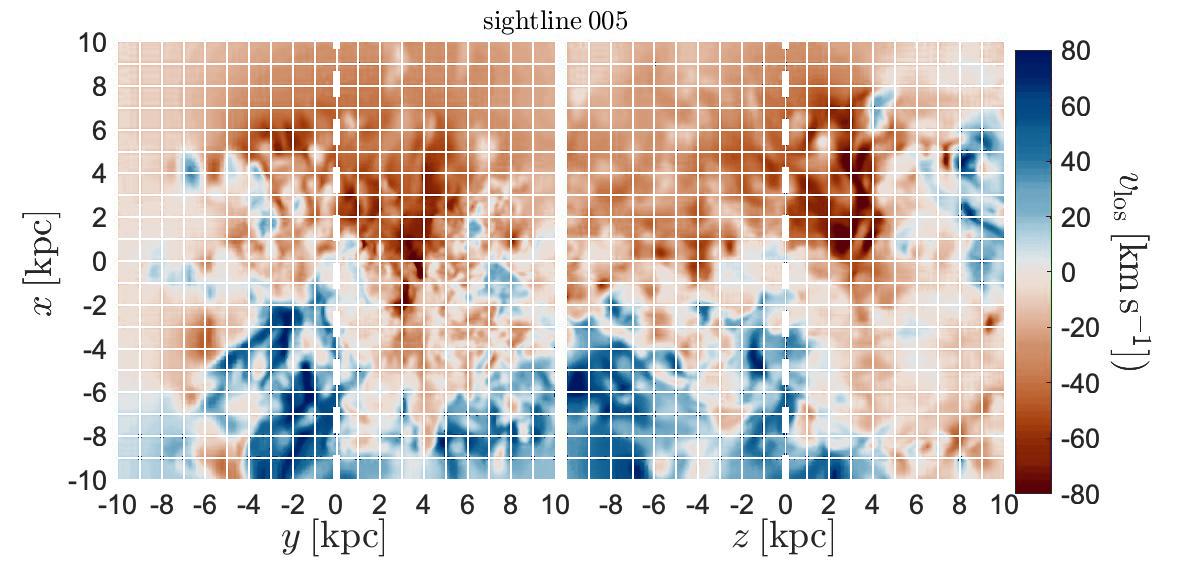 sightline 005
10
8
6
4
2
0
-2
-4
-6
-8
-10
x [kpc]
-10 -8 -6 -4 -2 0 2 4 6 8 10
y [kpc]
-8 -6 -4 -2 0 2 4 6 8 10
z [kpc]
80
60
40
20
0
-20
-40
-60
-80
v_los [km s⁻¹])